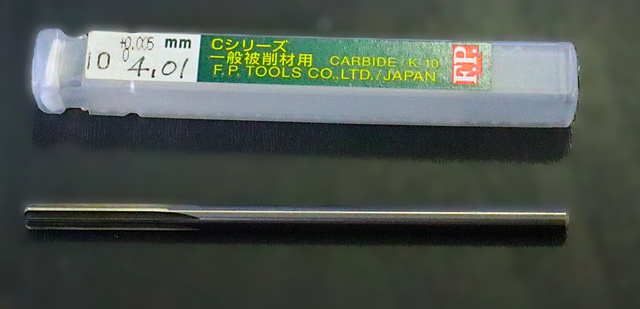 +0.005 mm
0
10 4.01
Cシリーズ
一般被削材用 CARBIDE / K 10
F.P. TOOLS CO.,LTD./JAPAN
F.P.